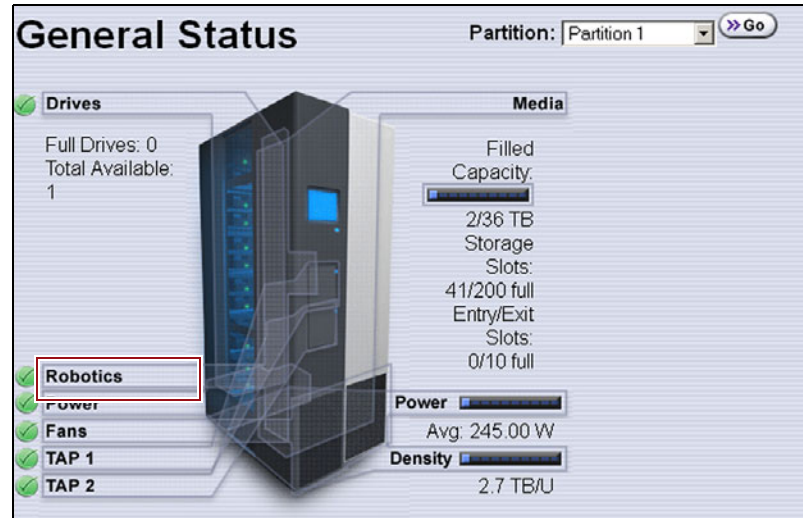 General Status
Partition: Partition 1 Go
Drives
Full Drives: 0
Total Available:
1
Media
Filled
Capacity:
2/36 TB
Storage
Slots:
41/200 full
Entry/Exit
Slots:
0/10 full
Robotics
Power
Fans
TAP 1
TAP 2
Power
Avg: 245.00 W
Density
2.7 TB/U